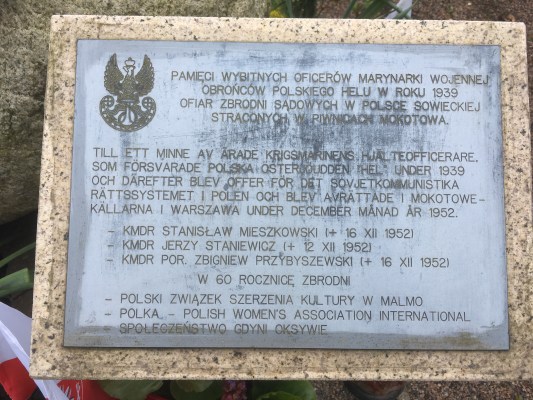 PAMIĘCI WYBITNYCH OFICERÓW MARYNARKI WOJENNEJ
OBROŃCÓW POLSKIEGO HELU W ROKU 1939
OFIAR ZBRODNI SĄDOWYCH W POLSCE SOWIECKIEJ
STRACONYCH W PIWNICACH MOKOTOWA.
TILL ETT MINNE AV ÄRADE KRIGSMARINENS HJÄLTEOFFICERARE,
SOM FÖRSVARADE POLSKA ÖSTERJÖUDDEN "HEL" UNDER 1939
OCH DÄREFTER BLEV OFFER FÖR DET SOVJETKOMMUNISTIKA
RÄTTSSYSTEMET I POLEN OCH BLEV AVRÄTTADE I MOKOTOWE-
KÄLLARNA I WARSZAWA UNDER DECEMBER MÅNAD ÅR 1952.
- KMDR STANISŁAW MIESZKOWSKI (+ 16 XII 1952)
- KMDR JERZY STANIEWICZ (+ 12 XII 1952)
- KMDR POR. ZBIGNIEW PRZYBYSZEWSKI (+ 16 XII 1952)
W 60 ROCZNICĘ ZBRODNI
- POLSKI ZWIĄZEK SZERZENIA KULTURY W MALMO
- POLKA - POLISH WOMEN'S ASSOCIATION INTERNATIONAL
- SPOŁECZEŃSTWO GDYNI OKSYWIE